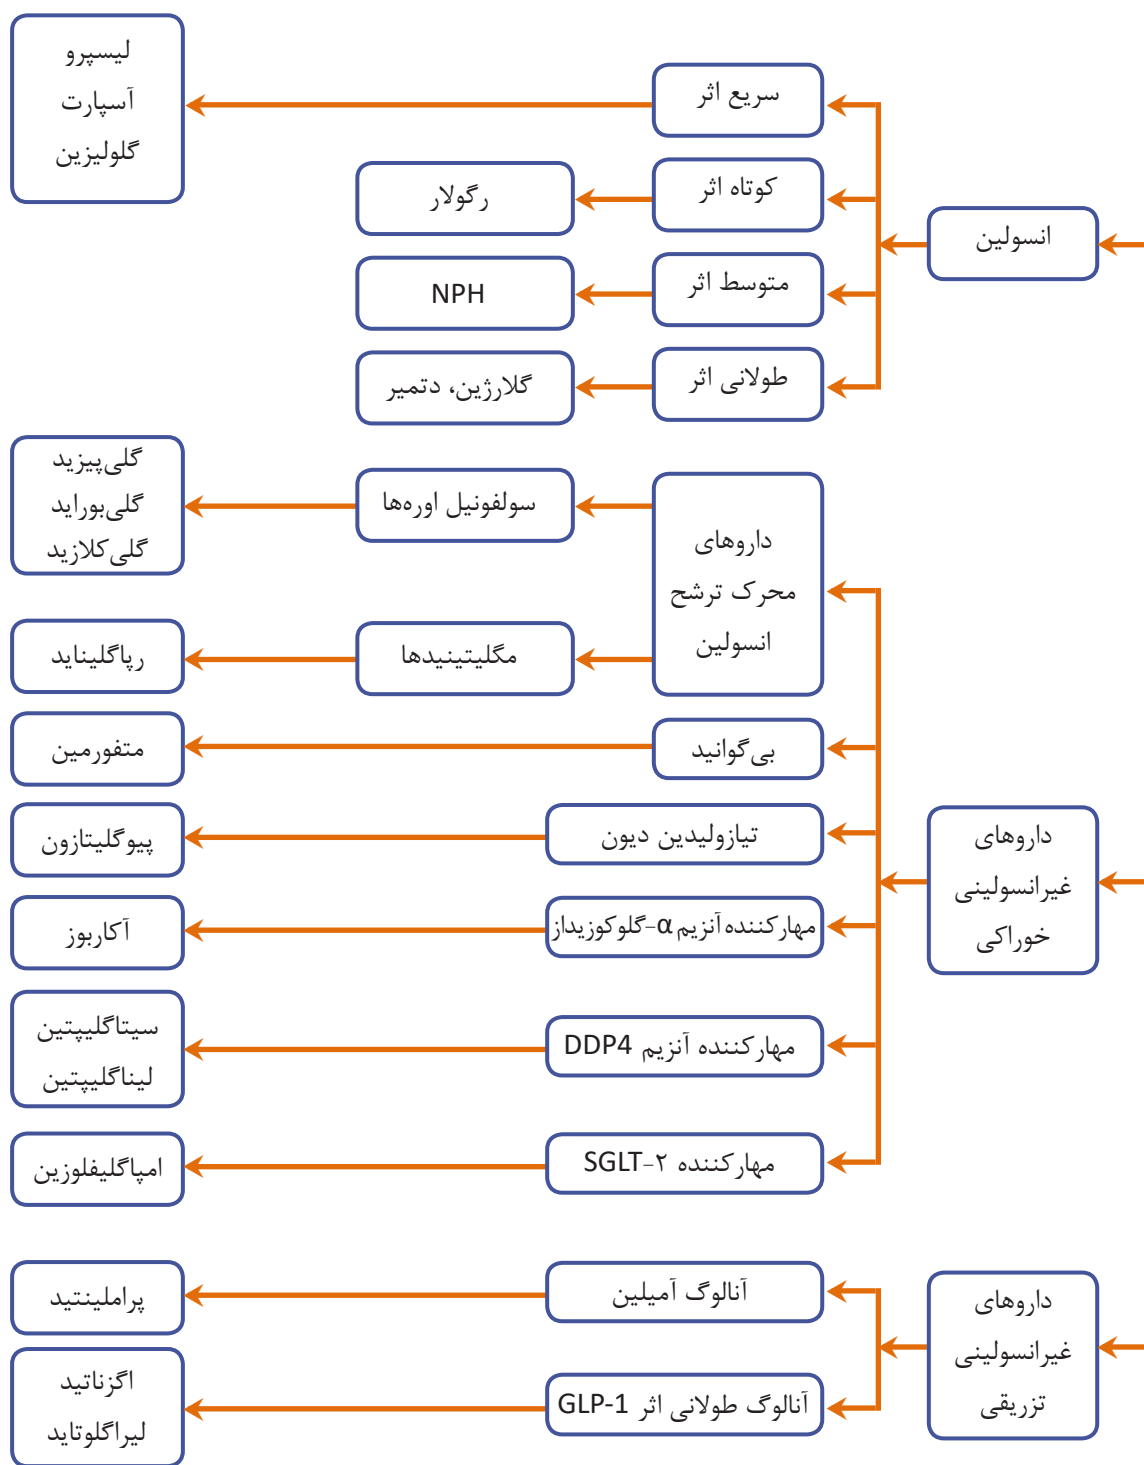 انسولین
سریع اثر
لیسپرو
آسپارت
گلولیزین
کوتاه اثر
رگولار
متوسط اثر
NPH
طولانی اثر
گلارژین، دتمیر
داروهای
غیرانسولینی
خوراکی
داروهای
محرک ترشح
انسولین
سولفونیل اوره‌ها
گلی‌پیزید
گلی‌بوراید
گلی‌کلازید
مگلیتینیدها
رپاگلیناید
بی‌گوانید
متفورمین
تیازولیدین دیون
پیوگلیتازون
مهارکننده آنزیم α-گلوکوزیداز
آکاربوز
مهارکننده آنزیم DDP4
سیتاگلیپتین
لیناگلیپتین
مهارکننده SGLT-۲
امپاگلیفلوزین
داروهای
غیرانسولینی
تزریقی
آنالوگ آمیلین
پراملینتید
آنالوگ طولانی اثر GLP-1
اگزناتید
لیراگلوتاید